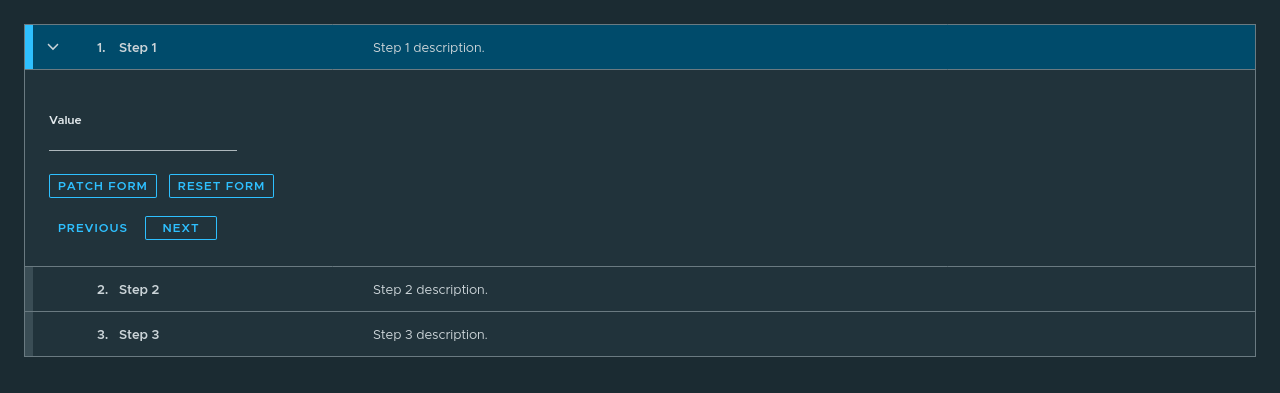 1. Step 1 Step 1 description.
Value
PATCH FORM RESET FORM
PREVIOUS NEXT
2. Step 2 Step 2 description.
3. Step 3 Step 3 description.